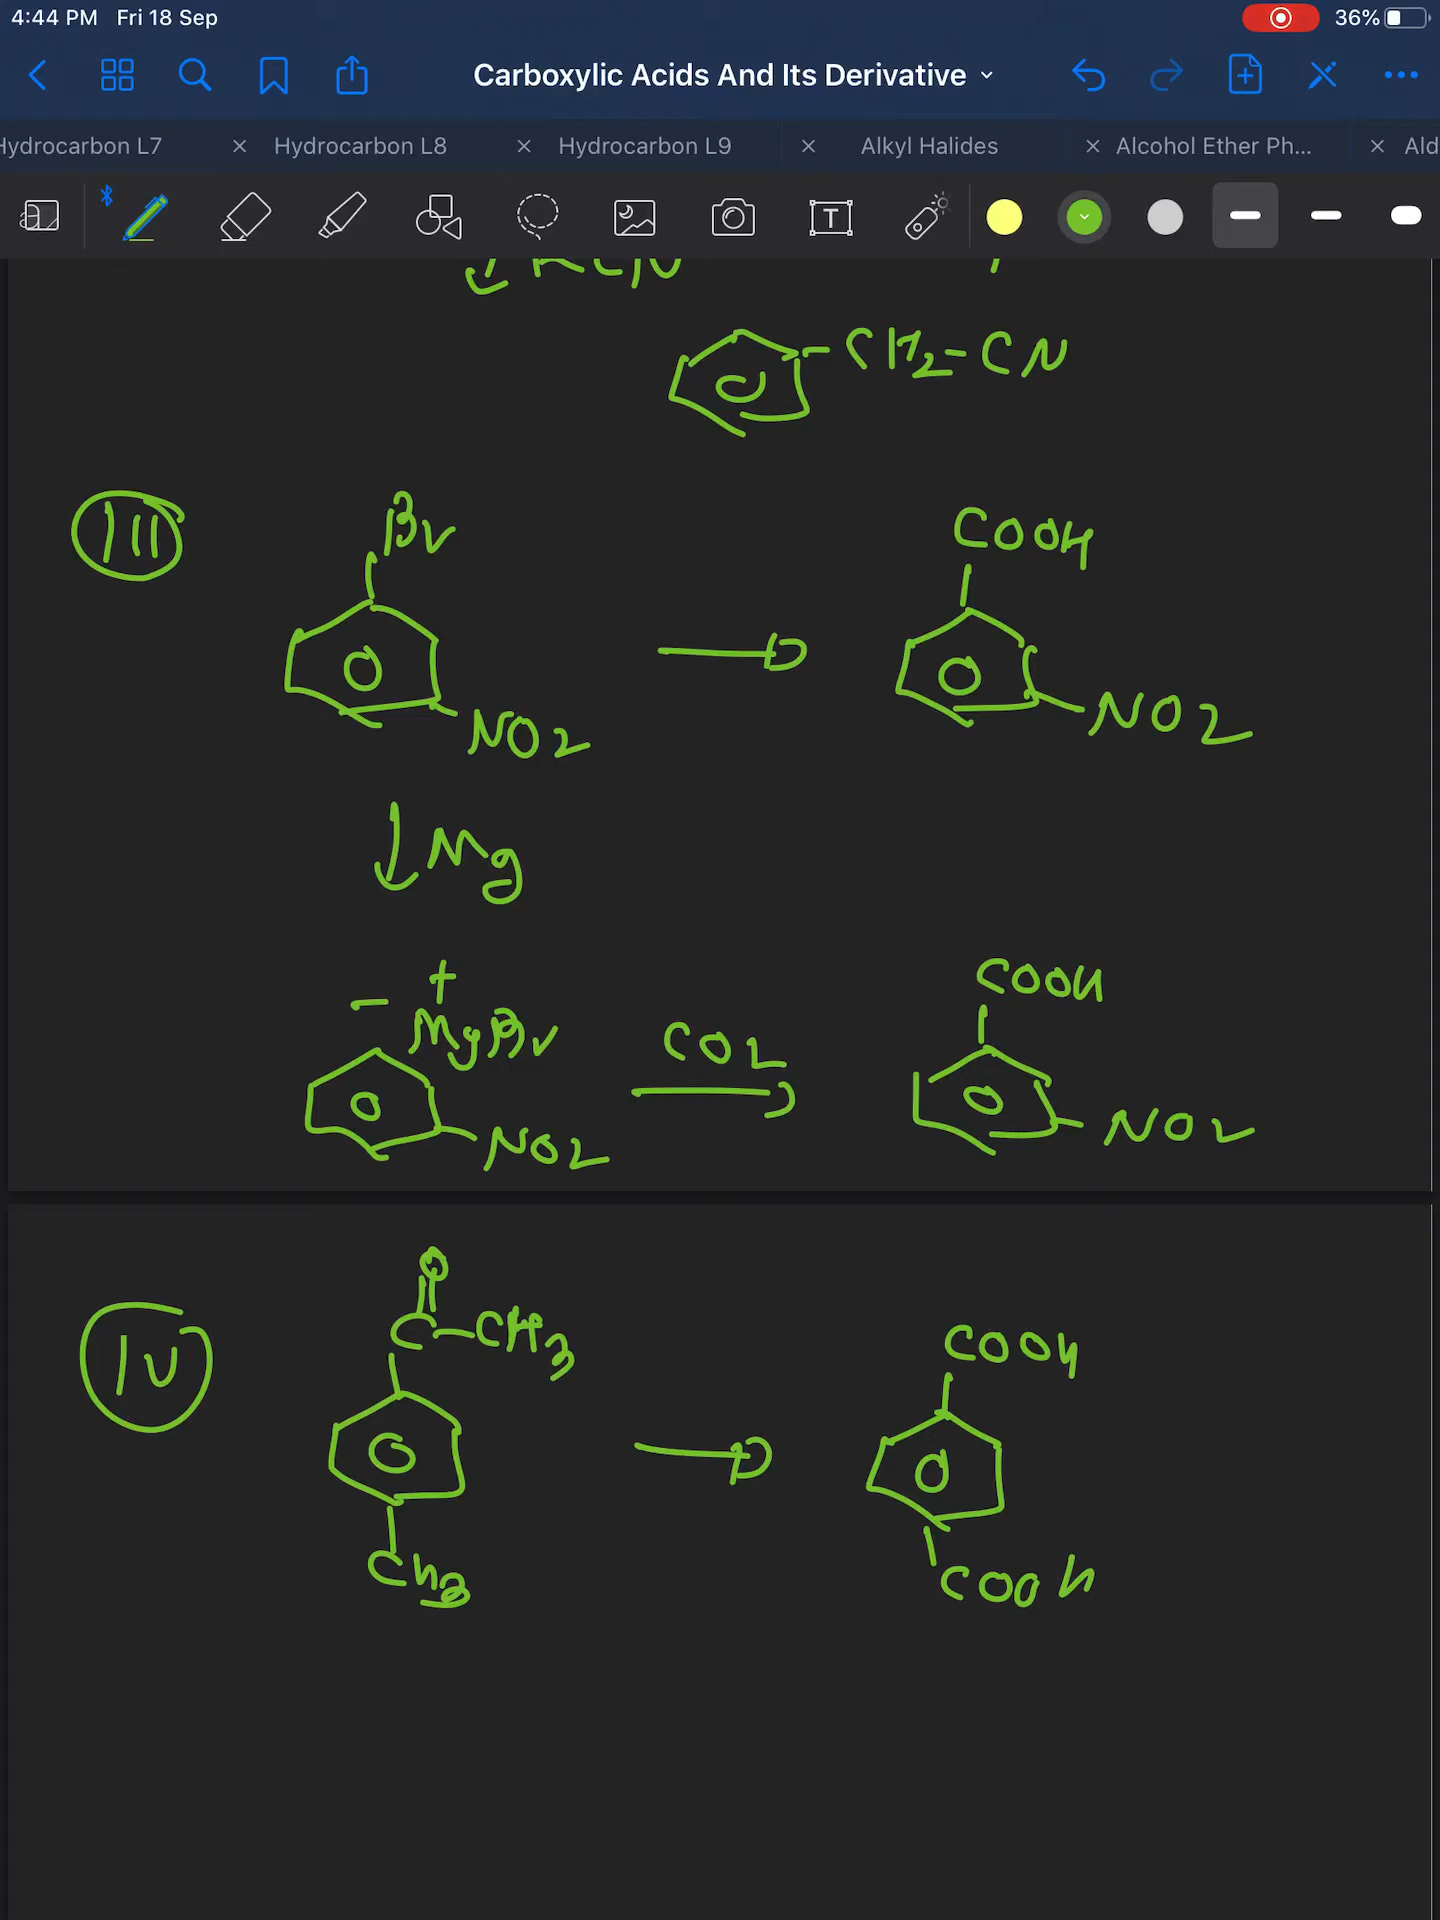 4:44 PM Fri 18 Sep 36%
Carboxylic Acids And Its Derivative
Hydrocarbon L7 × Hydrocarbon L8 × Hydrocarbon L9 × Alkyl Halides × Alcohol Ether Ph... × Ald
a T
CH2-CN
III
Br
COOH
NO2
NO2
Mg
- +
MgBr
CO2
COOH
NO2
NO2
IV
O
C-CH3
COOH
CH3
COOH